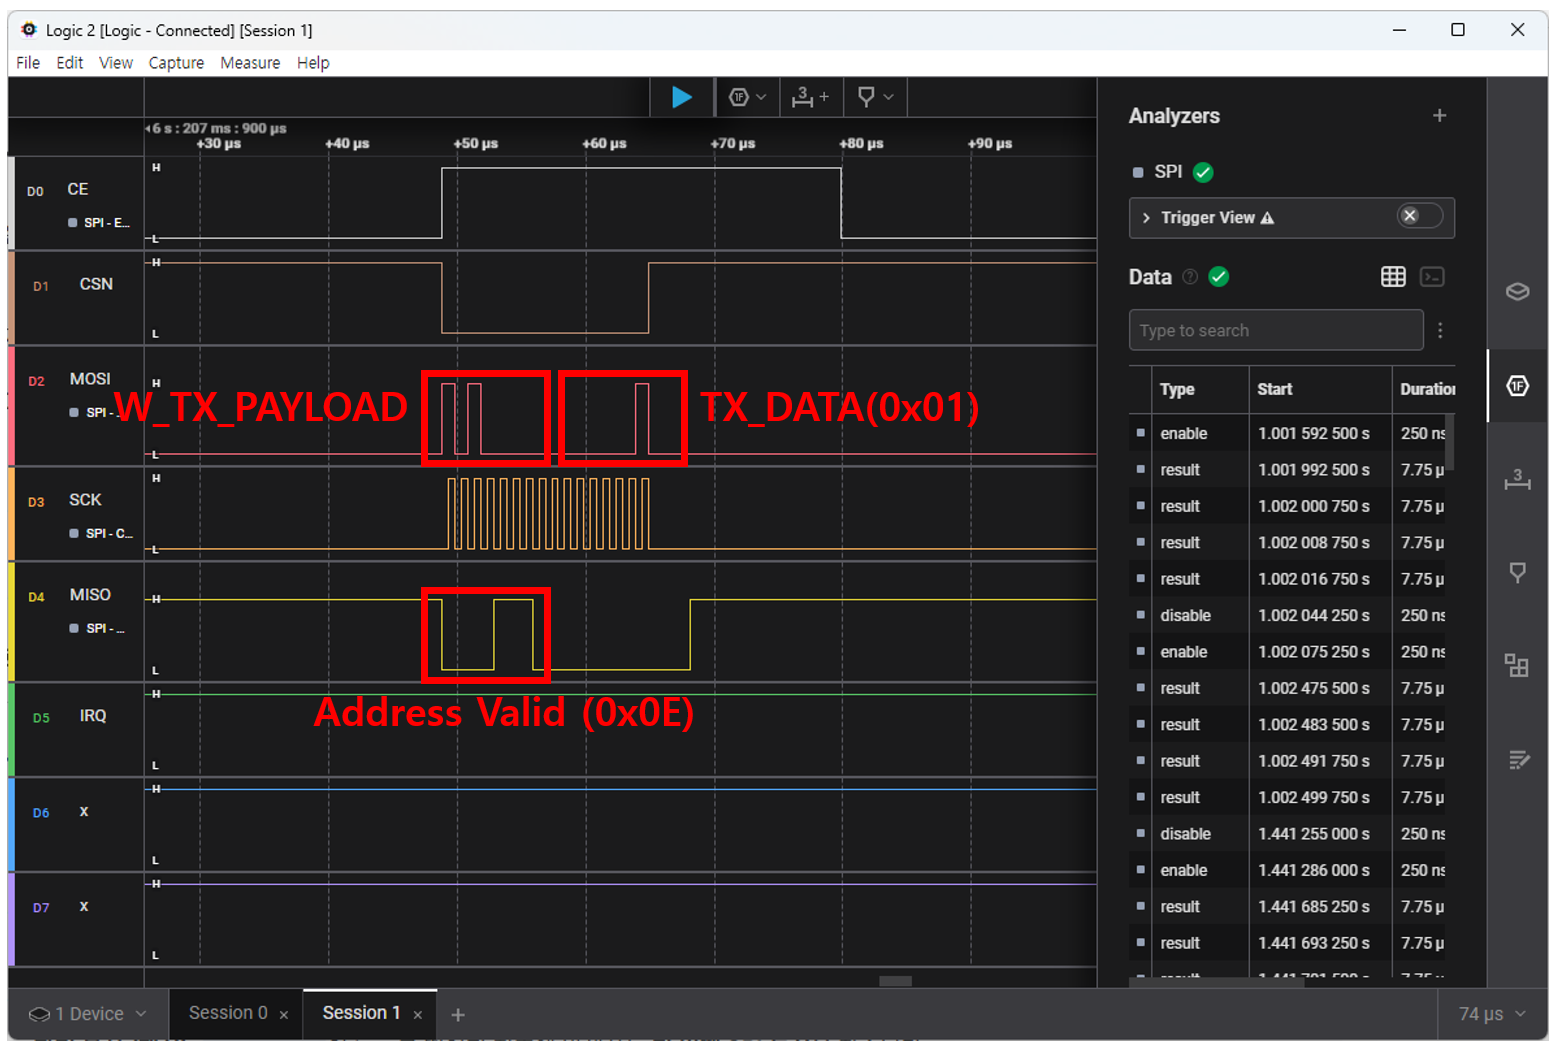 Logic 2 [Logic - Connected] [Session 1]
File Edit View Capture Measure Help
6 s : 207 ms : 900 µs
+30 µs +40 µs +50 µs +60 µs +70 µs +80 µs +90 µs
D0 CE
SPI - E...
H
L
D1 CSN
H
L
D2 MOSI
SPI - ...
H
L
W_TX_PAYLOAD
TX_DATA(0x01)
D3 SCK
SPI - C...
H
L
D4 MISO
SPI - ...
H
L
Address Valid (0x0E)
D5 IRQ
H
L
D6 x
H
L
D7 x
H
L
Analyzers
SPI
Trigger View
Data
Type to search
Type Start Duration
enable 1.001 592 500 s 250 ns
result 1.001 992 500 s 7.75 µ
result 1.002 000 750 s 7.75 µ
result 1.002 008 750 s 7.75 µ
result 1.002 016 750 s 7.75 µ
disable 1.002 044 250 s 250 ns
enable 1.002 075 250 s 250 ns
result 1.002 475 500 s 7.75 µ
result 1.002 483 500 s 7.75 µ
result 1.002 491 750 s 7.75 µ
result 1.002 499 750 s 7.75 µ
disable 1.441 255 000 s 250 ns
enable 1.441 286 000 s 250 ns
result 1.441 685 250 s 7.75 µ
result 1.441 693 250 s 7.75 µ
1 Device
Session 0
Session 1
74 µs